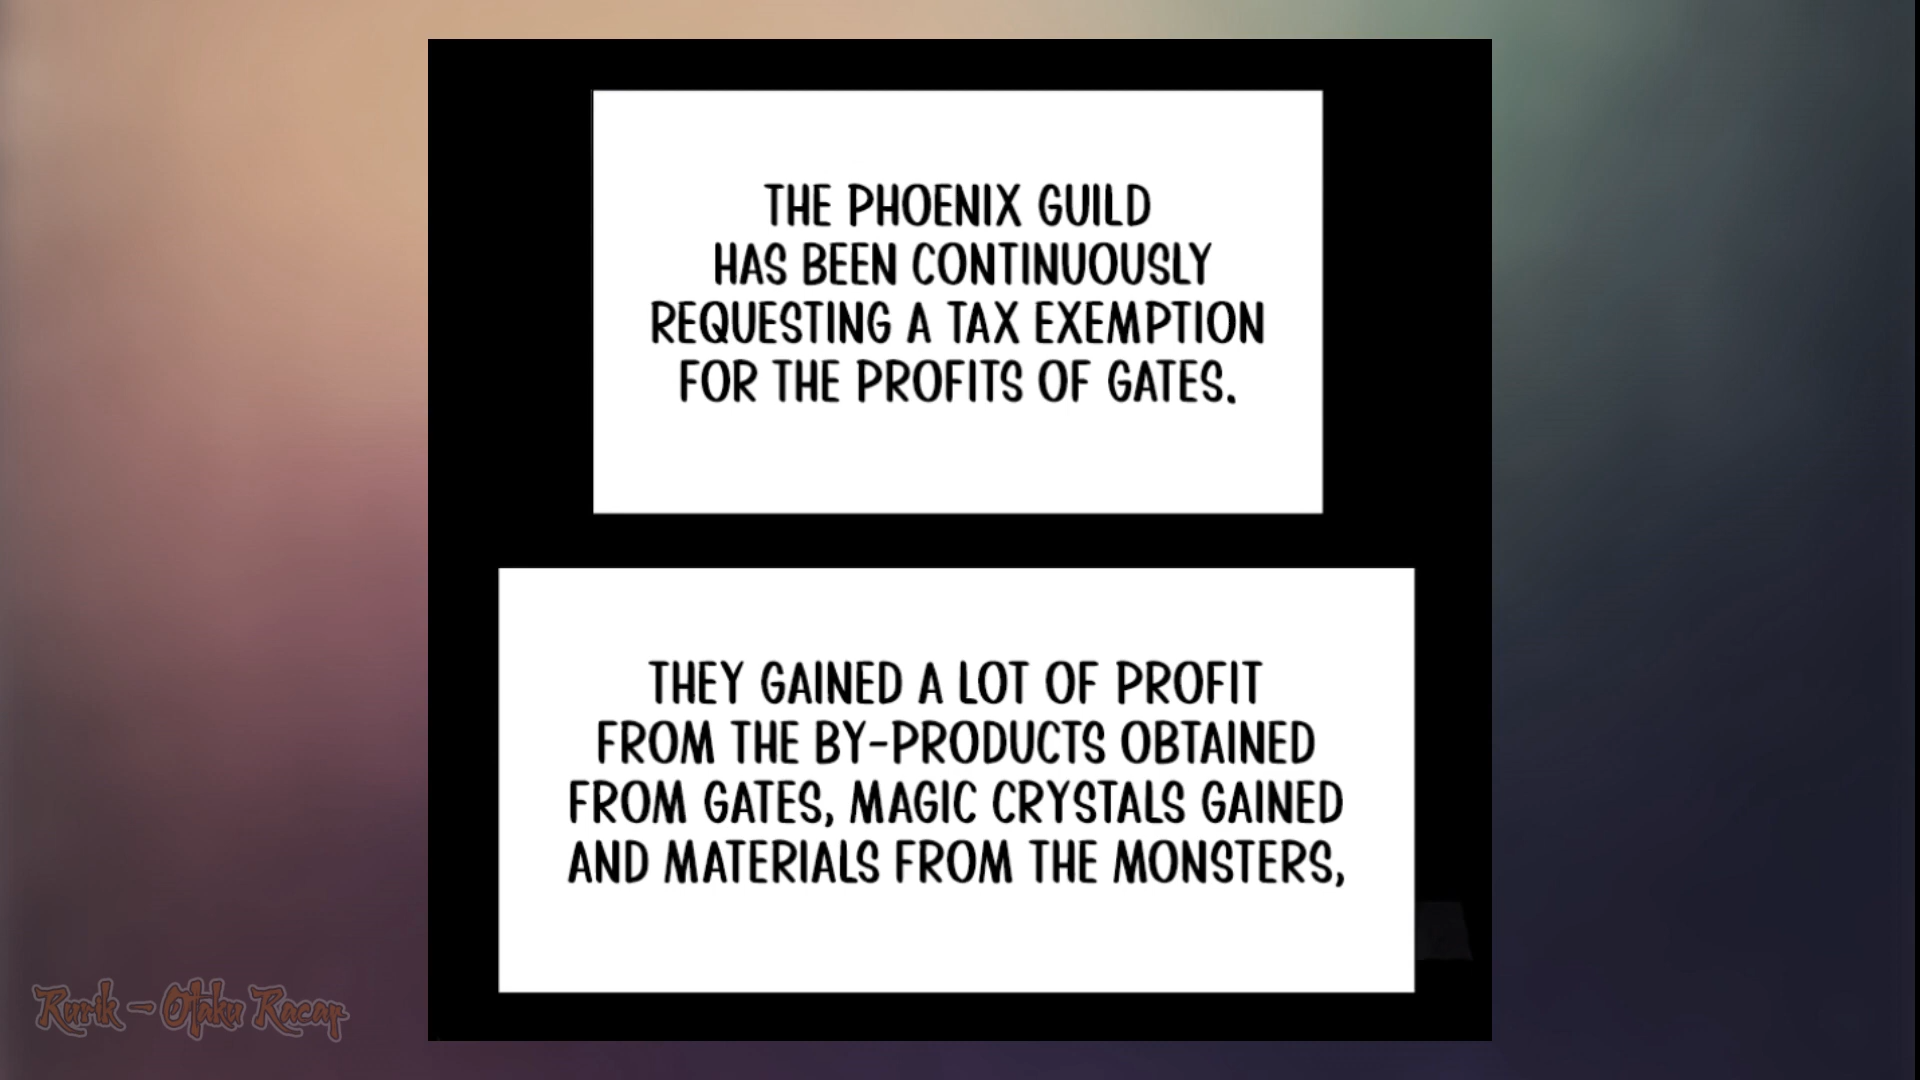 THE PHOENIX GUILD
HAS BEEN CONTINUOUSLY
REQUESTING A TAX EXEMPTION
FOR THE PROFITS OF GATES.
THEY GAINED A LOT OF PROFIT
FROM THE BY-PRODUCTS OBTAINED
FROM GATES, MAGIC CRYSTALS GAINED
AND MATERIALS FROM THE MONSTERS,
Rurik - Otaku Racap